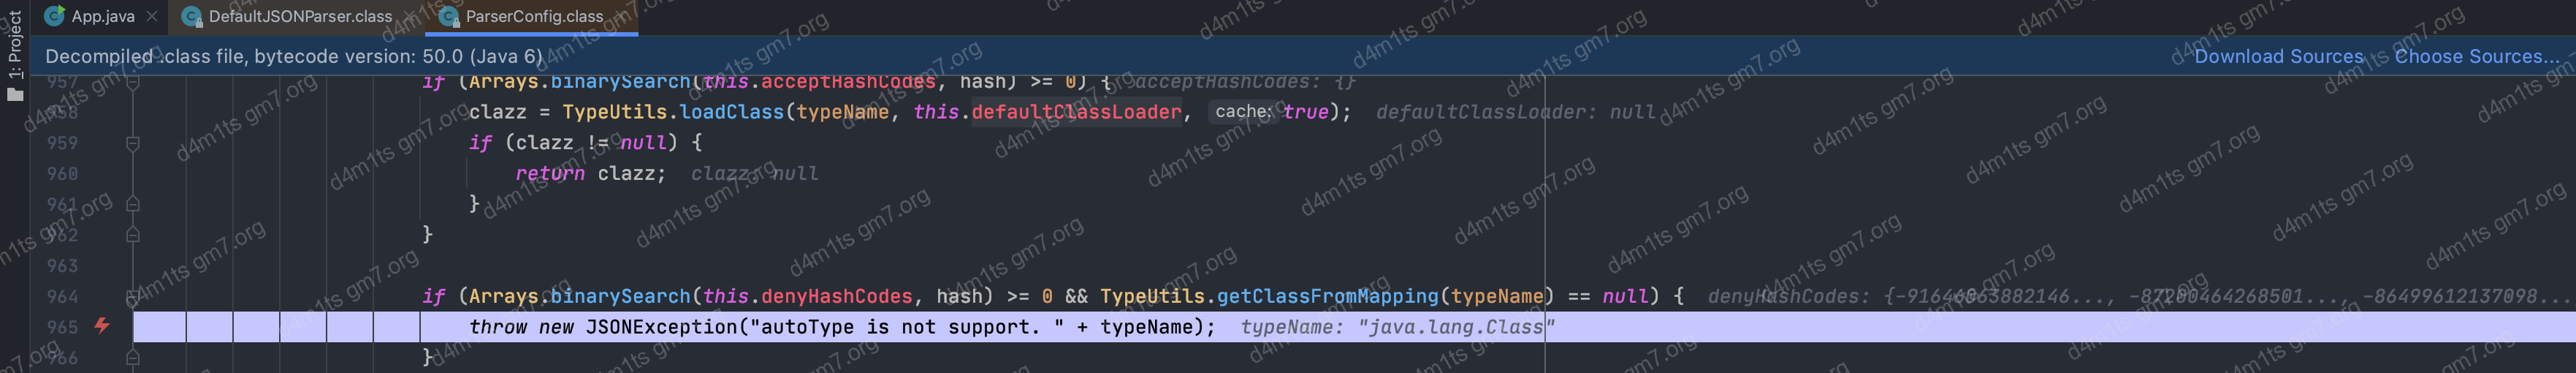 1: Project
App.java
DefaultJSONParser.class
ParserConfig.class
Decompiled .class file, bytecode version: 50.0 (Java 6)
Download Sources
Choose Sources...
957 if (Arrays.binarySearch(this.acceptHashCodes, hash) >= 0) { acceptHashCodes: {}
958 clazz = TypeUtils.loadClass(typeName, this.defaultClassLoader, cache: true); defaultClassLoader: null
959 if (clazz != null) {
960 return clazz; clazz: null
961 }
962 }
963
964 if (Arrays.binarySearch(this.denyHashCodes, hash) >= 0 && TypeUtils.getClassFromMapping(typeName) == null) { denyHashCodes: {-91644063882146..., -87200464268501..., -86499612137098...
965 throw new JSONException("autoType is not support. " + typeName); typeName: "java.lang.Class"
966 }
d4m1ts gm7.org